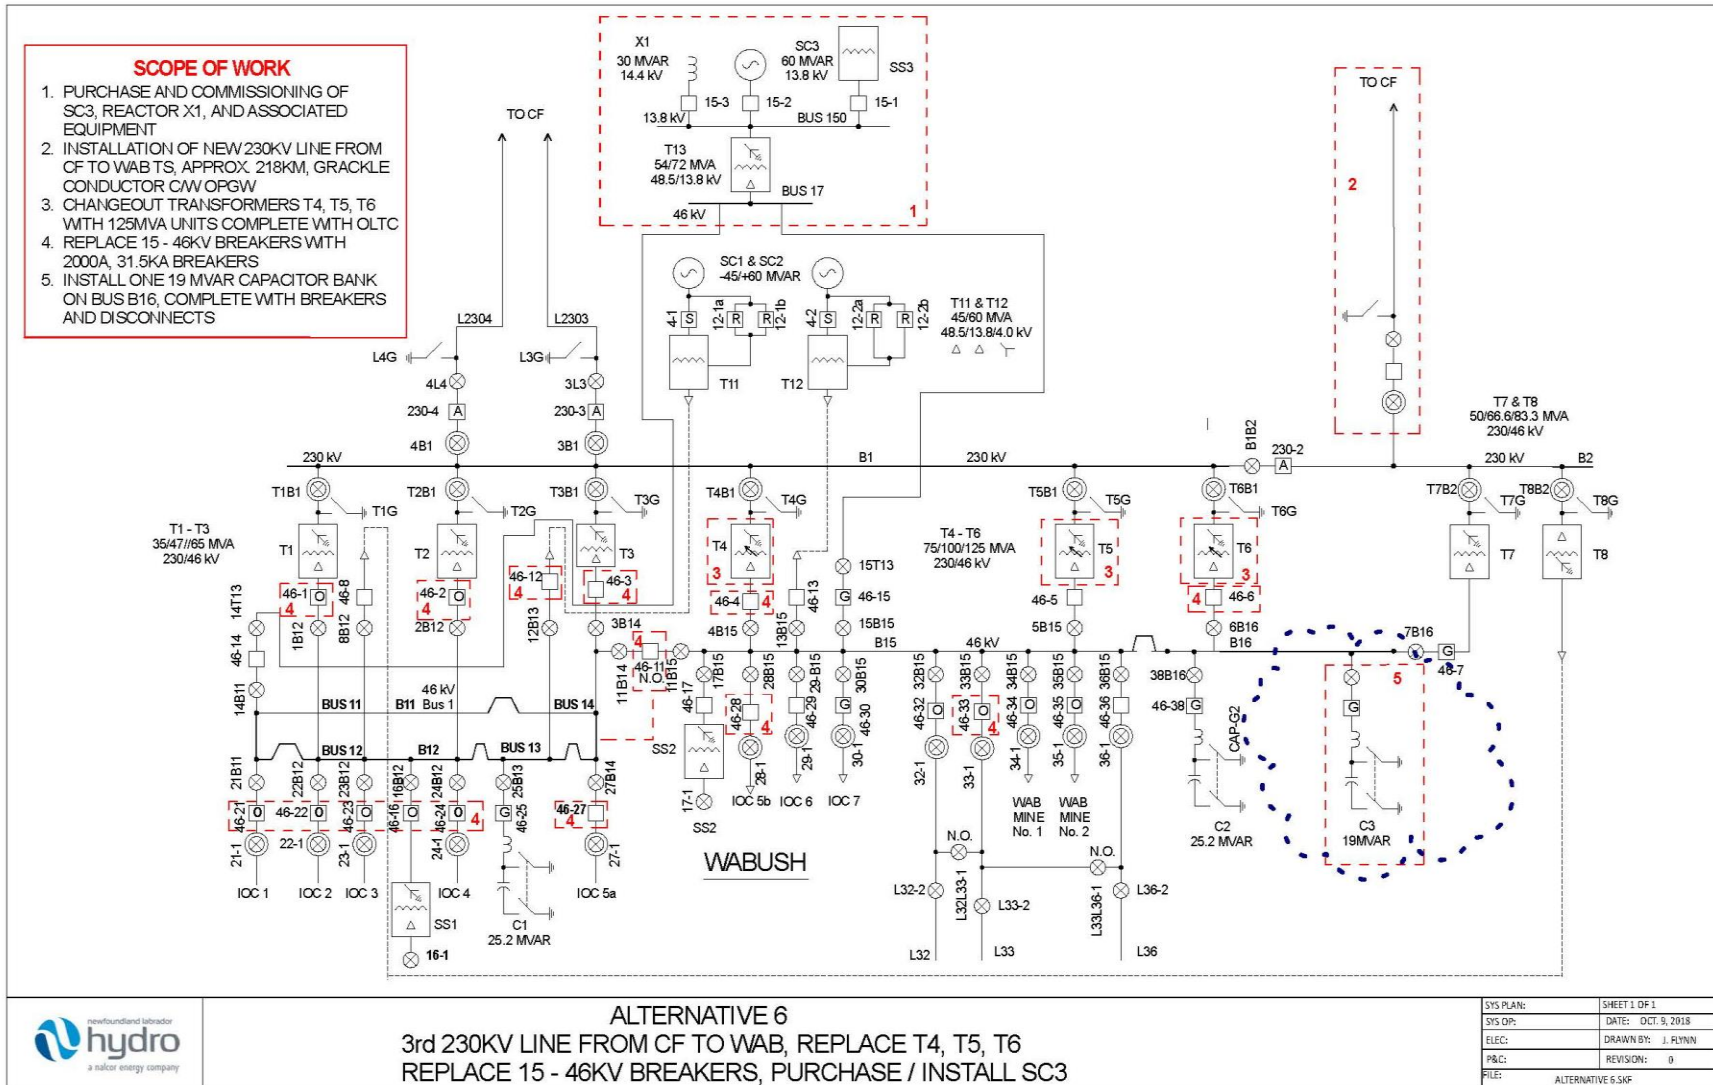 SCOPE OF WORK
1. PURCHASE AND COMMISSIONING OF
SC3, REACTOR X1, AND ASSOCIATED
EQUIPMENT
2. INSTALLATION OF NEW 230KV LINE FROM
CF TO WAB TS, APPROX. 218KM, GRACKLE
CONDUCTOR C/W OPGW
3. CHANGEOUT TRANSFORMERS T4, T5, T6
WITH 125MVA UNITS COMPLETE WITH OLTC
4. REPLACE 15 - 46KV BREAKERS WITH
2000A, 31.5KA BREAKERS
5. INSTALL ONE 19 MVAR CAPACITOR BANK
ON BUS B16, COMPLETE WITH BREAKERS
AND DISCONNECTS
X1
30 MVAR
14.4 kV
SC3
60 MVAR
13.8 kV
SS3
15-3
15-2
15-1
13.8 kV
BUS 150
T13
54/72 MVA
48.5/13.8 kV
BUS 17
46 kV
1
TO CF
TO CF
2
SC1 & SC2
-45/+60 MVAR
4-1
S
12-1a
R
R
12-1b
4-2
S
12-2a
R
R
12-2b
T11 & T12
45/60 MVA
48.5/13.8/4.0 kV
T11
T12
L2304
L2303
L4G
L3G
4L4
3L3
230-4
A
230-3
A
4B1
3B1
T7 & T8
50/66.6/83.3 MVA
230/46 kV
230 kV
B1
230 kV
B1B2
230-2
A
230 kV
B2
T1B1
T1G
T2B1
T2G
T3B1
T3G
T4B1
T4G
T5B1
T5G
T6B1
T6G
T7B2
T7G
T8B2
T8G
T1 - T3
35/47//65 MVA
230/46 kV
T1
T2
T3
T4
3
T4 - T6
75/100/125 MVA
230/46 kV
T5
3
T6
3
T7
T8
14T13
46-1
O
4
46-8
46-2
O
4
46-12
4
46-3
4
46-4
4
46-13
15T13
46-15
G
46-5
46-6
4
46-14
1B12
8B12
2B12
12B13
3B14
4B15
13B15
15B15
5B15
6B16
7B16
G
46-7
4
46-11
N.O.
11B14
11B15
B15
46 kV
B16
14B11
BUS 11
B11
46 kV
Bus 1
BUS 14
BUS 12
B12
BUS 13
46-17
17B15
28B15
46-28
4
29-B15
46-29
30B15
46-30
G
32B15
46-32
O
33B15
46-33
O
4
34B15
46-34
O
35B15
46-35
O
36B15
46-36
38B16
46-38
G
CAP-G2
5
G
SS2
17-1
SS2
28-1
29-1
30-1
32-1
33-1
34-1
35-1
36-1
IOC 5b
IOC 6
IOC 7
WAB
MINE
No. 1
WAB
MINE
No. 2
C2
25.2 MVAR
C3
19MVAR
21B11
22B12
23B12
16B12
24B12
25B13
27B14
46-21
O
46-22
O
46-23
O
46-16
O
46-24
O
4
G
46-25
46-27
4
21-1
22-1
23-1
24-1
27-1
IOC 1
IOC 2
IOC 3
IOC 4
IOC 5a
SS1
16-1
C1
25.2 MVAR
WABUSH
N.O.
N.O.
L32-2
L32L33-1
L33-2
L33L36-1
L36-2
L32
L33
L36
newfoundland labrador
hydro
a nalcor energy company
ALTERNATIVE 6
3rd 230KV LINE FROM CF TO WAB, REPLACE T4, T5, T6
REPLACE 15 - 46KV BREAKERS, PURCHASE / INSTALL SC3
SYS PLAN:
SHEET 1 OF 1
SYS OP:
DATE: OCT. 9, 2018
ELEC:
DRAWN BY: J. FLYNN
P&C:
REVISION: 0
FILE:
ALTERNATIVE 6.SKF